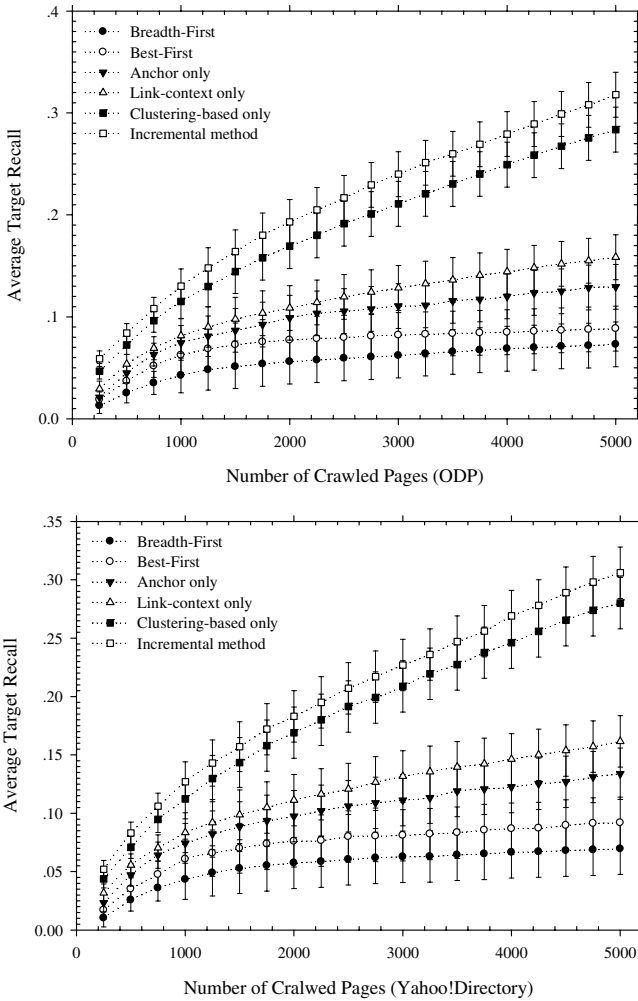 .4
.3
.2
.1
0.0
Average Target Recall
Breadth-First
Best-First
Anchor only
Link-context only
Clustering-based only
Incremental method
0 1000 2000 3000 4000 5000
Number of Crawled Pages (ODP)
.35
.30
.25
.20
.15
.10
.05
0.00
Average Target Recall
Breadth-First
Best-First
Anchor only
Link-context only
Clustering-based only
Incremental method
0 1000 2000 3000 4000 5000
Number of Cralwed Pages (Yahoo!Directory)